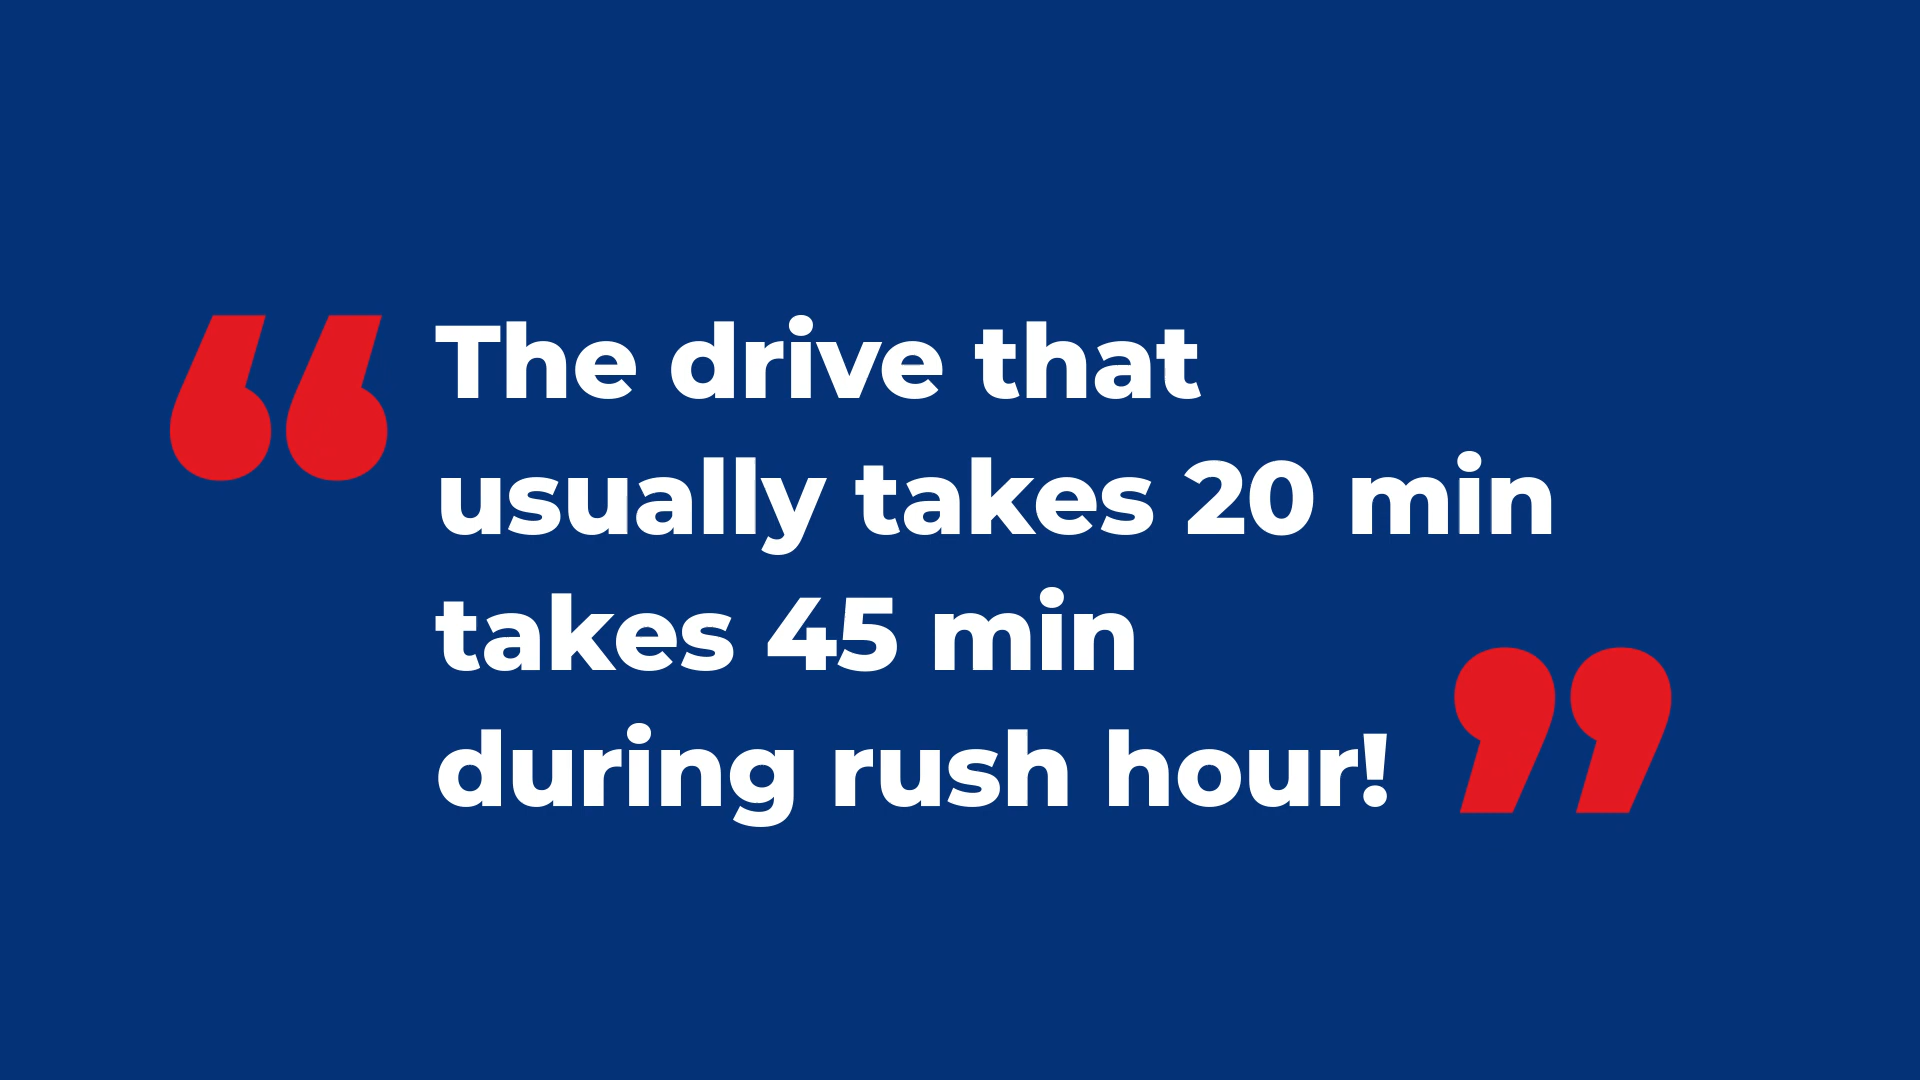 “The drive that
usually takes 20 min
takes 45 min
during rush hour!”